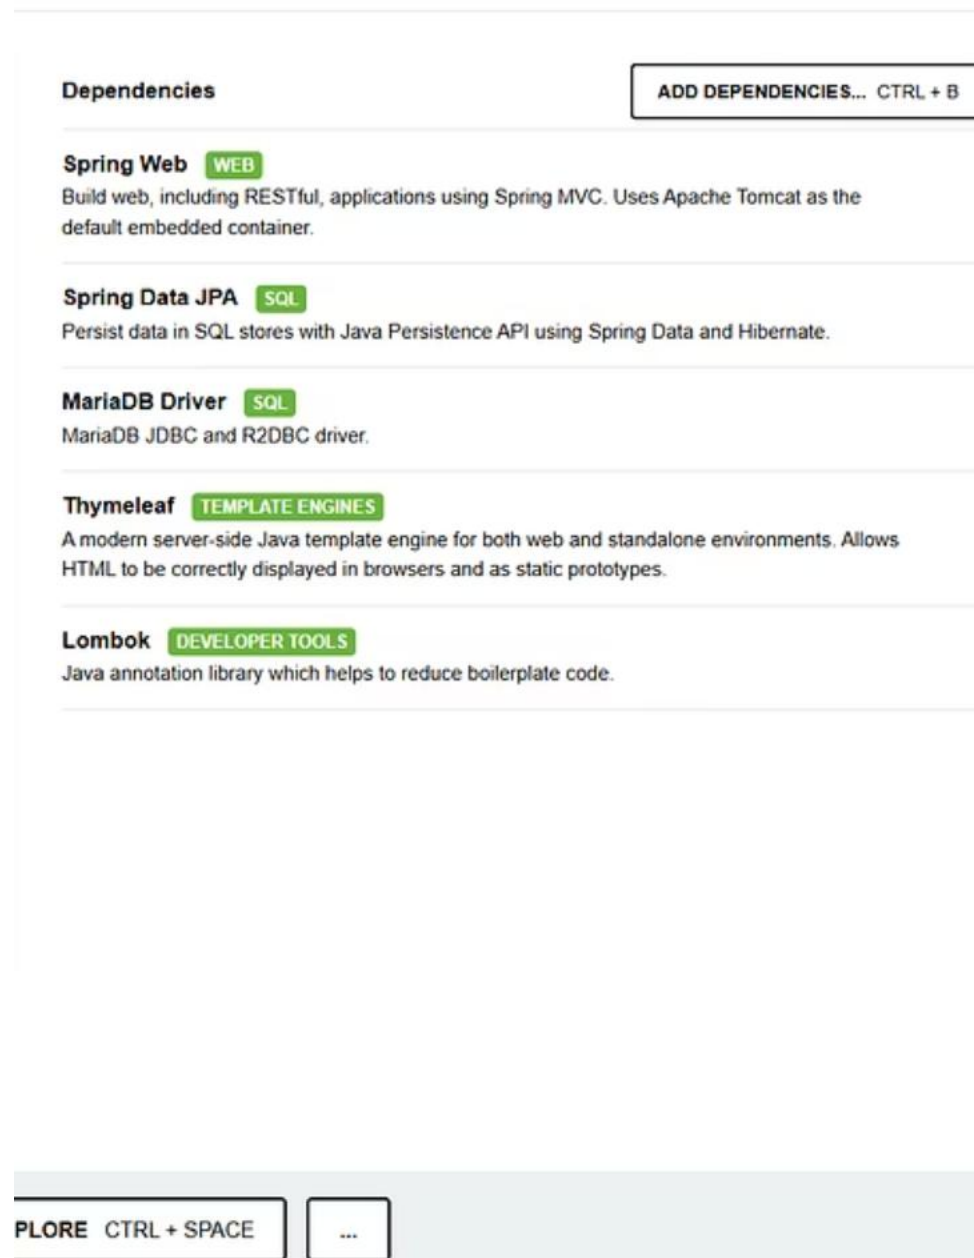 Dependencies
ADD DEPENDENCIES... CTRL + B
Spring Web WEB
Build web, including RESTful, applications using Spring MVC. Uses Apache Tomcat as the
default embedded container.
Spring Data JPA SQL
Persist data in SQL stores with Java Persistence API using Spring Data and Hibernate.
MariaDB Driver SQL
MariaDB JDBC and R2DBC driver.
Thymeleaf TEMPLATE ENGINES
A modern server-side Java template engine for both web and standalone environments. Allows
HTML to be correctly displayed in browsers and as static prototypes.
Lombok DEVELOPER TOOLS
Java annotation library which helps to reduce boilerplate code.
PLORE CTRL + SPACE
...